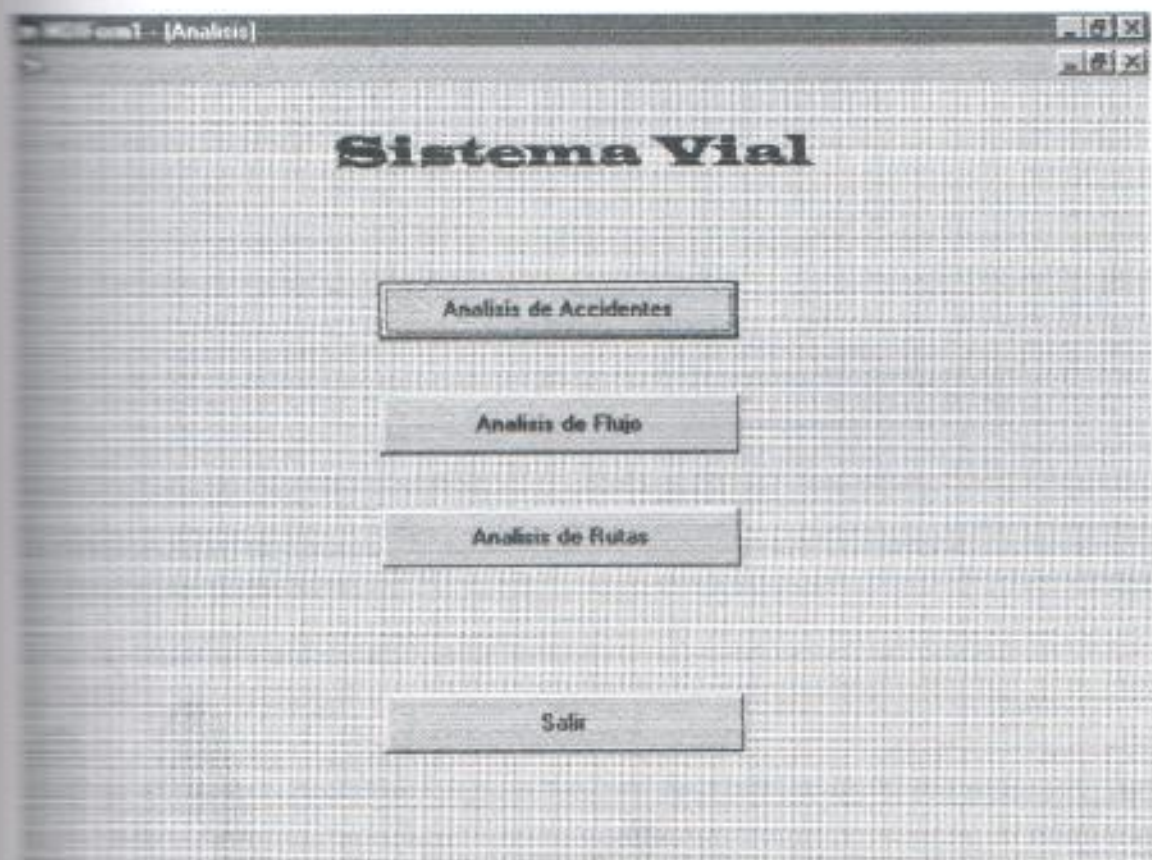 - [Analisis]
Sistema Vial
Analisis de Accidentes
Analisis de Flujo
Analisis de Rutas
Salir